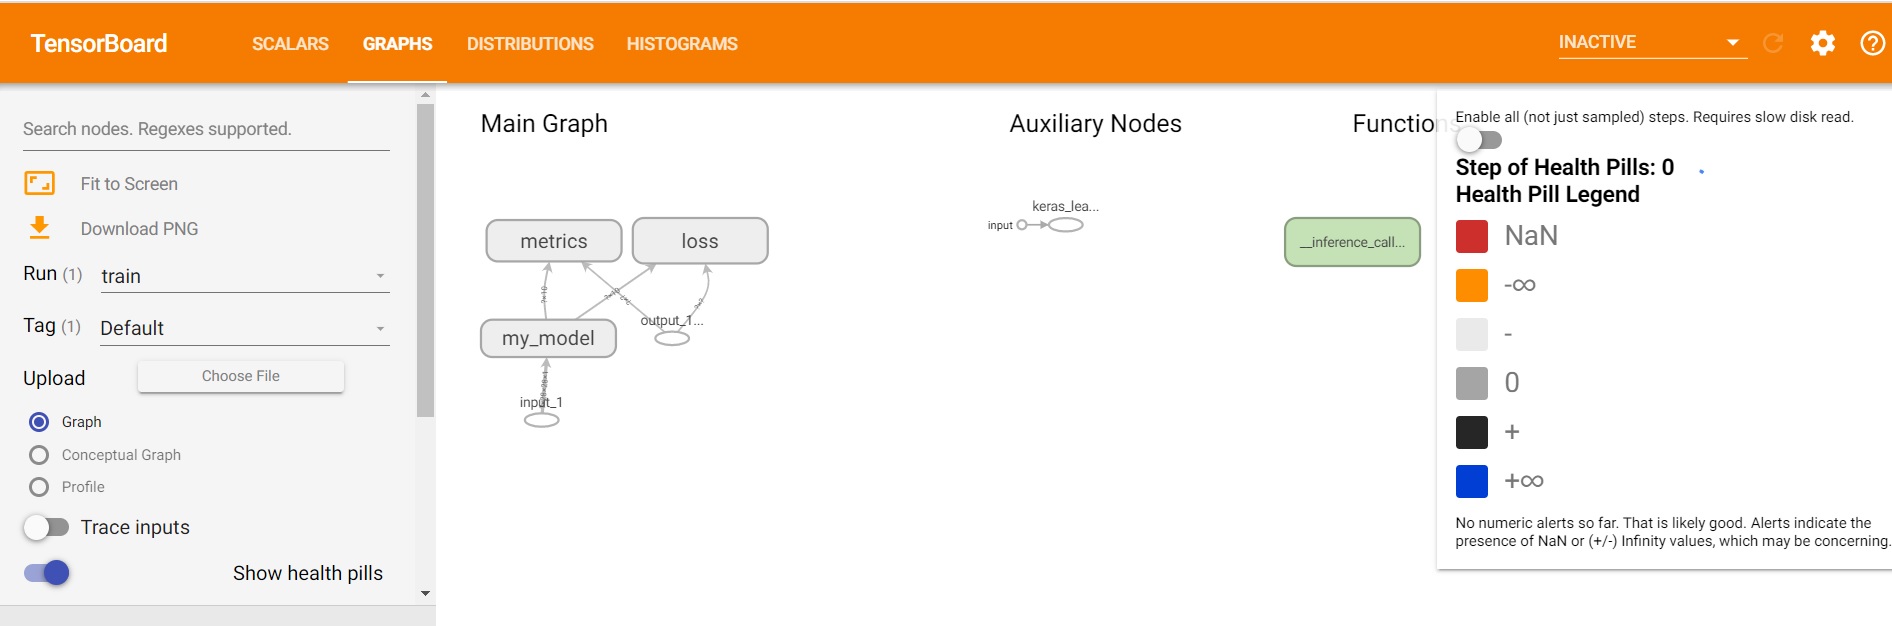 TensorBoard
SCALARS
GRAPHS
DISTRIBUTIONS
HISTOGRAMS
INACTIVE
Search nodes. Regexes supported.
Fit to Screen
Download PNG
Run (1) train
Tag (1) Default
Upload Choose File
Graph
Conceptual Graph
Profile
Trace inputs
Show health pills
Main Graph
metrics
loss
my_model
output_1...
input_1
Auxiliary Nodes
keras_lea...
input
Functions
__inference_call...
Enable all (not just sampled) steps. Requires slow disk read.
Step of Health Pills: 0
Health Pill Legend
NaN
-∞
-
0
+
+∞
No numeric alerts so far. That is likely good. Alerts indicate the
presence of NaN or (+/-) Infinity values, which may be concerning.